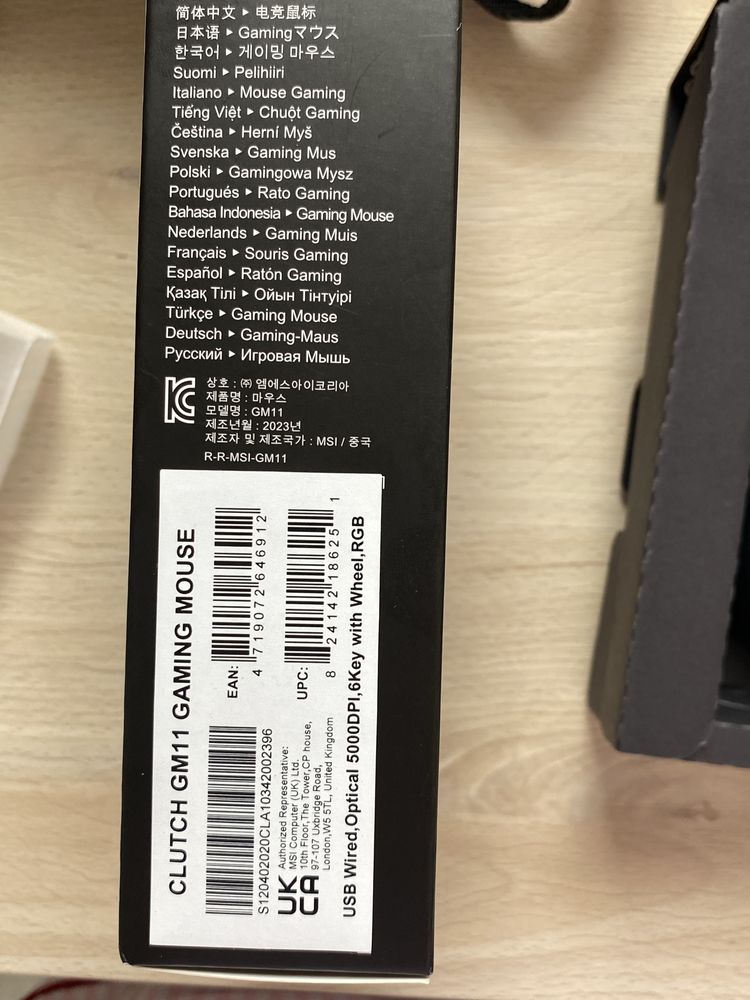 简体中文 ▸ 电竞鼠标
日本语 ▸ Gamingマウス
한국어 ▸ 게이밍 마우스
Suomi ▸ Pelihiiri
Italiano ▸ Mouse Gaming
Tiếng Việt ▸ Chuột Gaming
Čeština ▸ Herní Myš
Svenska ▸ Gaming Mus
Polski ▸ Gamingowa Mysz
Português ▸ Rato Gaming
Bahasa Indonesia ▸ Gaming Mouse
Nederlands ▸ Gaming Muis
Français ▸ Souris Gaming
Español ▸ Ratón Gaming
Қазақ Тілі ▸ Ойын Тінтуірі
Türkçe ▸ Gaming Mouse
Deutsch ▸ Gaming-Maus
Русский ▸ Игровая Мышь
상호 : ㈜ 엠에스아이코리아
제품명 : 마우스
모델명 : GM11
제조년월 : 2023년
제조자 및 제조국가 : MSI / 중국
R-R-MSI-GM11
CLUTCH GM11 GAMING MOUSE
S120402020CLA10342002396
EAN:
4 719072 646912
UPC:
8 24142 18625 1
UK
CA
Authorized Representative:
MSI Computer (UK) Ltd.
10th Floor,The Tower,CP house,
97-107 Uxbridge Road,
London,W5 5TL, United Kingdom
USB Wired,Optical 5000DPI,6Key with Wheel,RGB